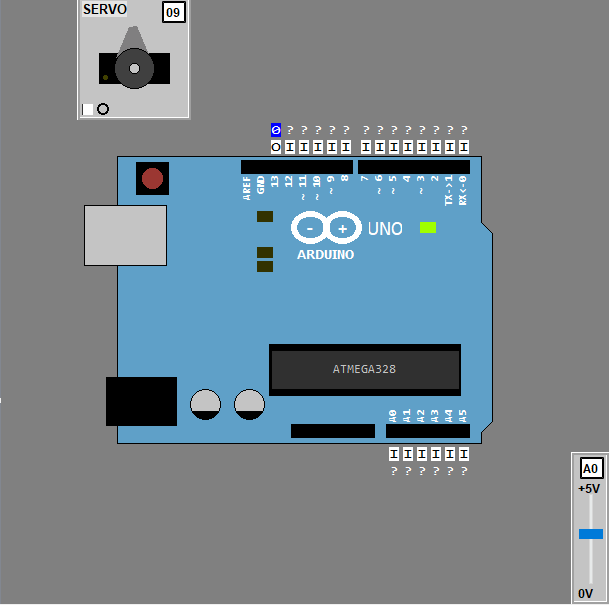 SERVO 09
0 ? ? ? ? ? ? ? ? ? ? ? ? ?
O I I I I I I I I I I I I I
AREF GND 13 12 ~11 ~10 ~9 8 7 ~6 ~5 4 ~3 2 TX->1 RX<-0
- + UNO
ARDUINO
ATMEGA328
A0 A1 A2 A3 A4 A5
I I I I I I
? ? ? ? ? ?
A0
+5V
0V